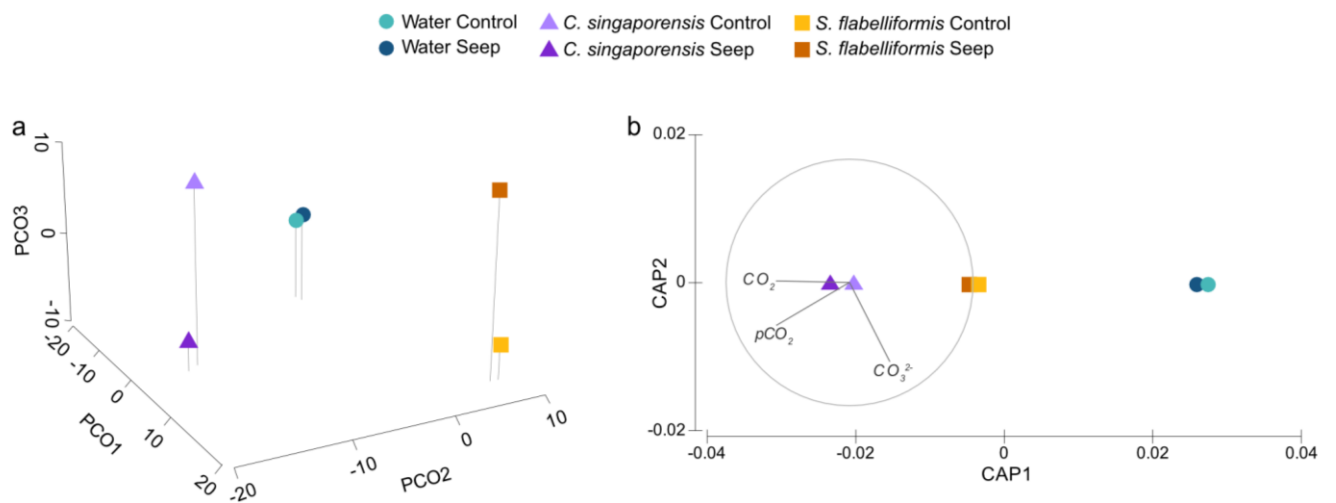 Water Control C. singaporensis Control S. flabelliformis Control
Water Seep C. singaporensis Seep S. flabelliformis Seep
a
10
0
-10
PCO3
-20
-10
0
10
20
PCO1
-20
-10
0
10
PCO2
b
0.02
0
-0.02
CAP2
CO₂
pCO₂
CO₃²⁻
-0.04 -0.02 0 0.02 0.04
CAP1